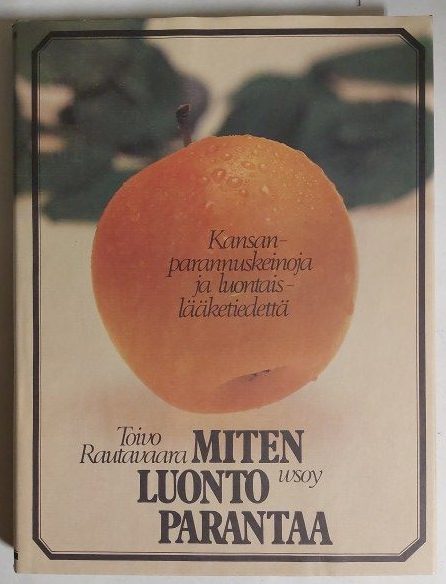 Kansan-
parannuskeinoja
ja luontais-
lääketiedettä
Toivo
Rautavaara MITEN
LUONTO wsoy
PARANTAA